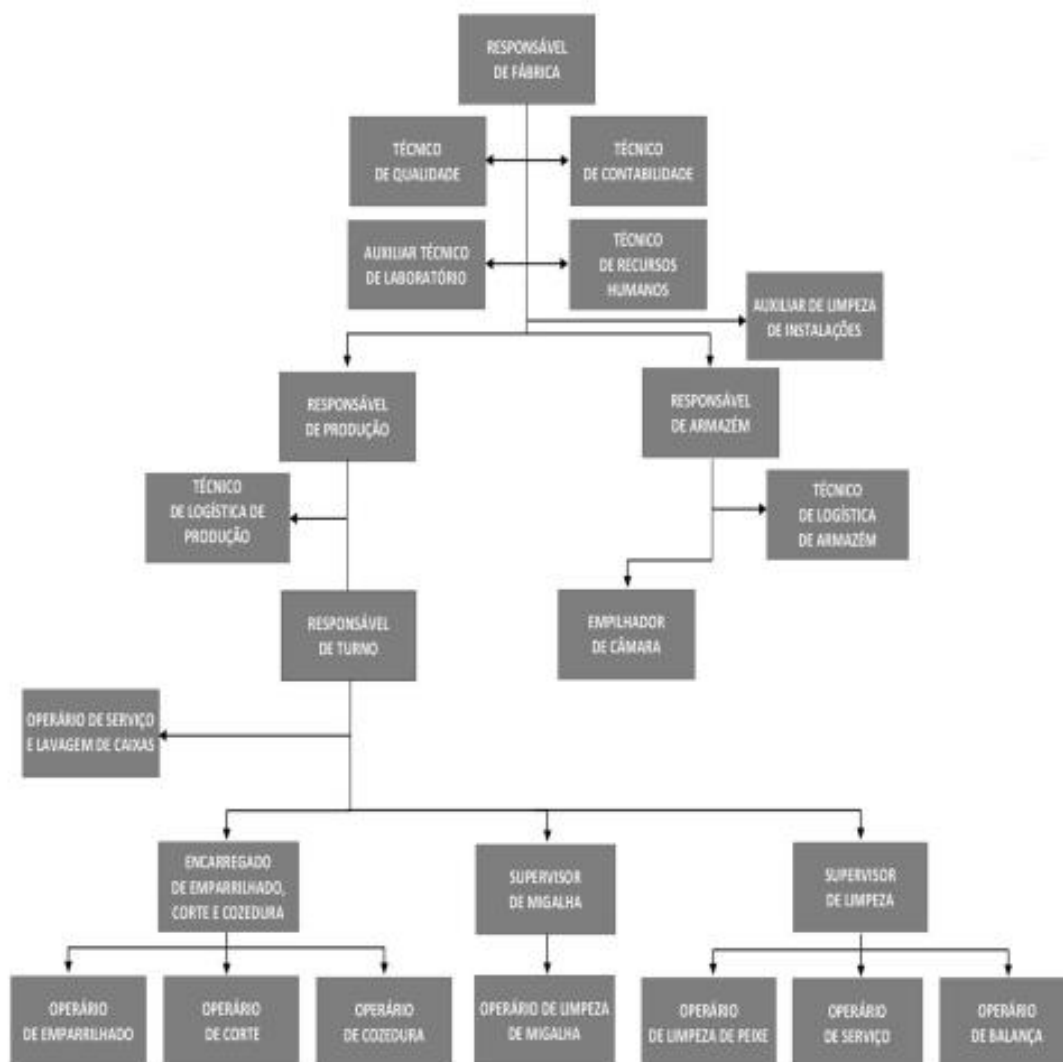 RESPONSÁVEL
DE FÁBRICA
TÉCNICO
DE QUALIDADE
TÉCNICO
DE CONTABILIDADE
AUXILIAR TÉCNICO
DE LABORATÓRIO
TÉCNICO
DE RECURSOS
HUMANOS
AUXILIAR DE LIMPEZA
DE INSTALAÇÕES
RESPONSÁVEL
DE PRODUÇÃO
RESPONSÁVEL
DE ARMAZÉM
TÉCNICO
DE LOGÍSTICA DE
PRODUÇÃO
TÉCNICO
DE LOGÍSTICA
DE ARMAZÉM
RESPONSÁVEL
DE TURNO
EMPILHADOR
DE CÂMARA
OPERÁRIO DE SERVIÇO
E LAVAGEM DE CAIXAS
ENCARREGADO
DE EMPARRILHADO,
CORTE E COZEDURA
SUPERVISOR
DE MIGALHA
SUPERVISOR
DE LIMPEZA
OPERÁRIO
DE EMPARRILHADO
OPERÁRIO
DE CORTE
OPERÁRIO
DE COZEDURA
OPERÁRIO DE LIMPEZA
DE MIGALHA
OPERÁRIO
DE LIMPEZA DE PEIXE
OPERÁRIO
DE SERVIÇO
OPERÁRIO
DE BALANÇA